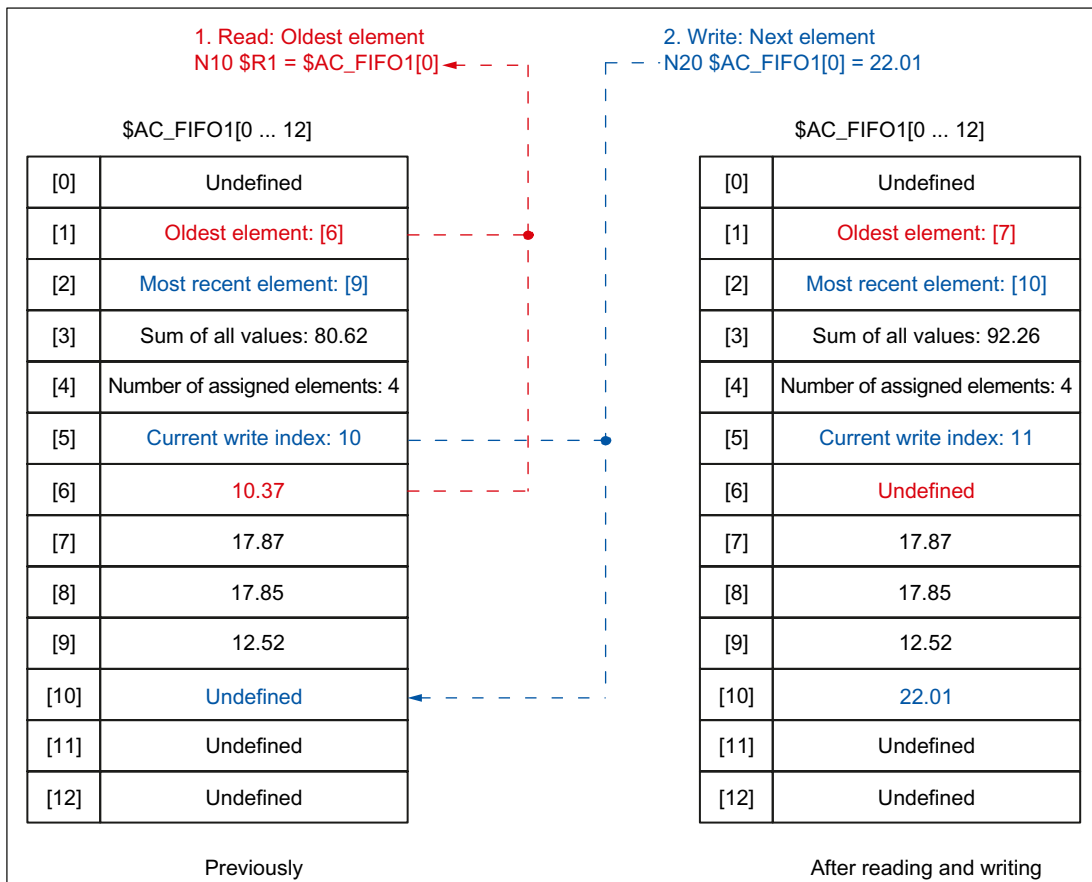 1. Read: Oldest element
N10 $R1 = $AC_FIFO1[0]
2. Write: Next element
N20 $AC_FIFO1[0] = 22.01
$AC_FIFO1[0 ... 12]
[0] Undefined
[1] Oldest element: [6]
[2] Most recent element: [9]
[3] Sum of all values: 80.62
[4] Number of assigned elements: 4
[5] Current write index: 10
[6] 10.37
[7] 17.87
[8] 17.85
[9] 12.52
[10] Undefined
[11] Undefined
[12] Undefined
Previously
$AC_FIFO1[0 ... 12]
[0] Undefined
[1] Oldest element: [7]
[2] Most recent element: [10]
[3] Sum of all values: 92.26
[4] Number of assigned elements: 4
[5] Current write index: 11
[6] Undefined
[7] 17.87
[8] 17.85
[9] 12.52
[10] 22.01
[11] Undefined
[12] Undefined
After reading and writing